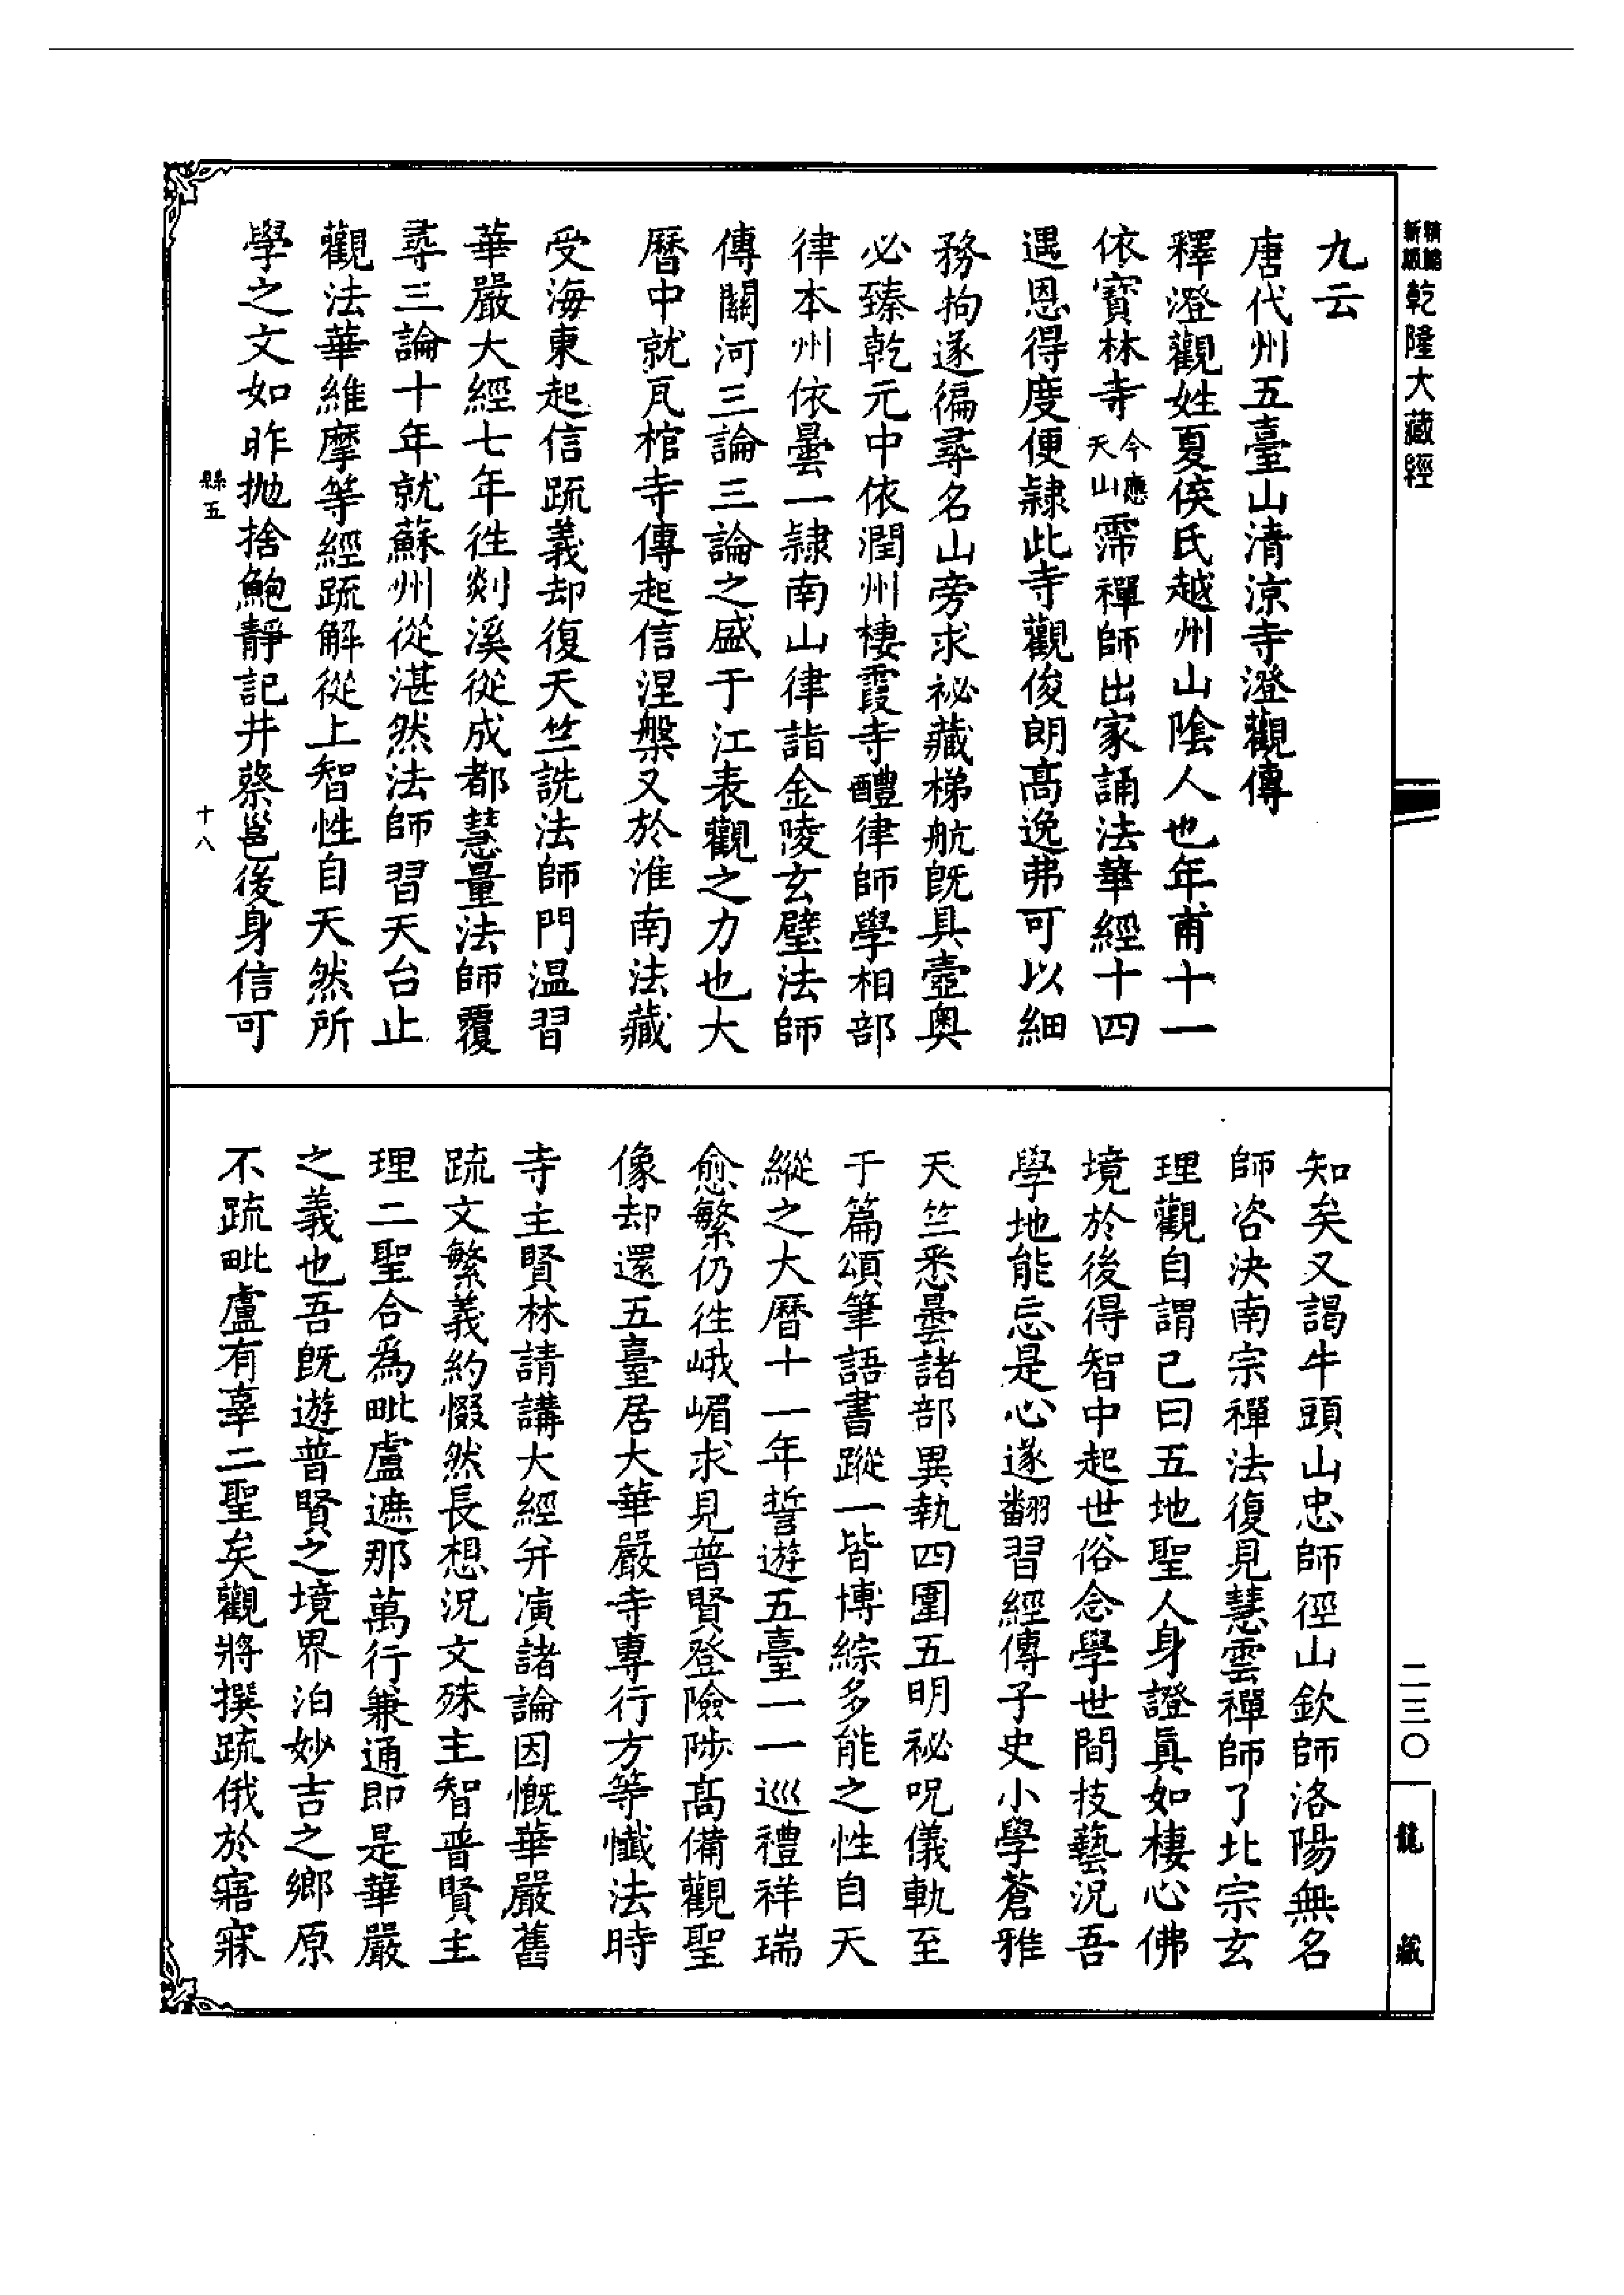 新版
精縮
乾隆大藏經
九云
唐代州五臺山清涼寺澄觀傳
釋澄觀姓夏侯氏越州山陰人也年甫十一
依寶林寺今應天山霈禪師出家誦法華經十四
遇恩得度便隷此寺觀俊朗高逸弗可以細
務拘遂徧尋名山旁求祕藏梯航旣具壼奧
必臻乾元中依潤州棲霞寺醴律師學相部
律本州依曇一隷南山律詣金陵玄璧法師
傳關河三論三論之盛于江表觀之力也大
曆中就瓦棺寺傳起信涅槃又於淮南法藏
受海東起信疏義却復天竺詵法師門温習
華嚴大經七年往剡溪從成都慧量法師覆
尋三論十年就蘇州從湛然法師習天台止
觀法華維摩等經疏解從上智性自天然所
學之文如昨拋捨鮑靜記井蔡邕後身信可
縣五
十八
知矣又謁牛頭山忠師徑山欽師洛陽無名
師咨決南宗禪法復見慧雲禪師了北宗玄
理觀自謂己曰五地聖人身證眞如棲心佛
境於後得智中起世俗念學世間技藝況吾
學地能忘是心遂翻習經傳子史小學蒼雅
天竺悉曇諸部異執四圍五明祕呪儀軌至
于篇頌筆語書蹤一皆博綜多能之性自天
縱之大曆十一年誓遊五臺一一巡禮祥瑞
愈繁仍往峨嵋求見普賢登險陟高備觀聖
像却還五臺居大華嚴寺專行方等懺法時
寺主賢林請講大經并演諸論因慨華嚴舊
疏文繁義約惙然長想況文殊主智普賢主
理二聖合爲毗盧遮那萬行兼通即是華嚴
之義也吾旣遊普賢之境界泊妙吉之鄉原
不疏毗盧有辜二聖矣觀將撰疏俄於寤寐
二三〇
龍藏